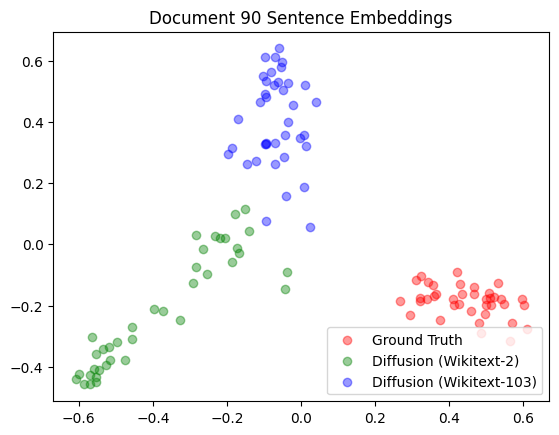 Document 90 Sentence Embeddings
0.6
0.4
0.2
0.0
−0.2
−0.4
Ground Truth
Diffusion (Wikitext-2)
Diffusion (Wikitext-103)
−0.6 −0.4 −0.2 0.0 0.2 0.4 0.6